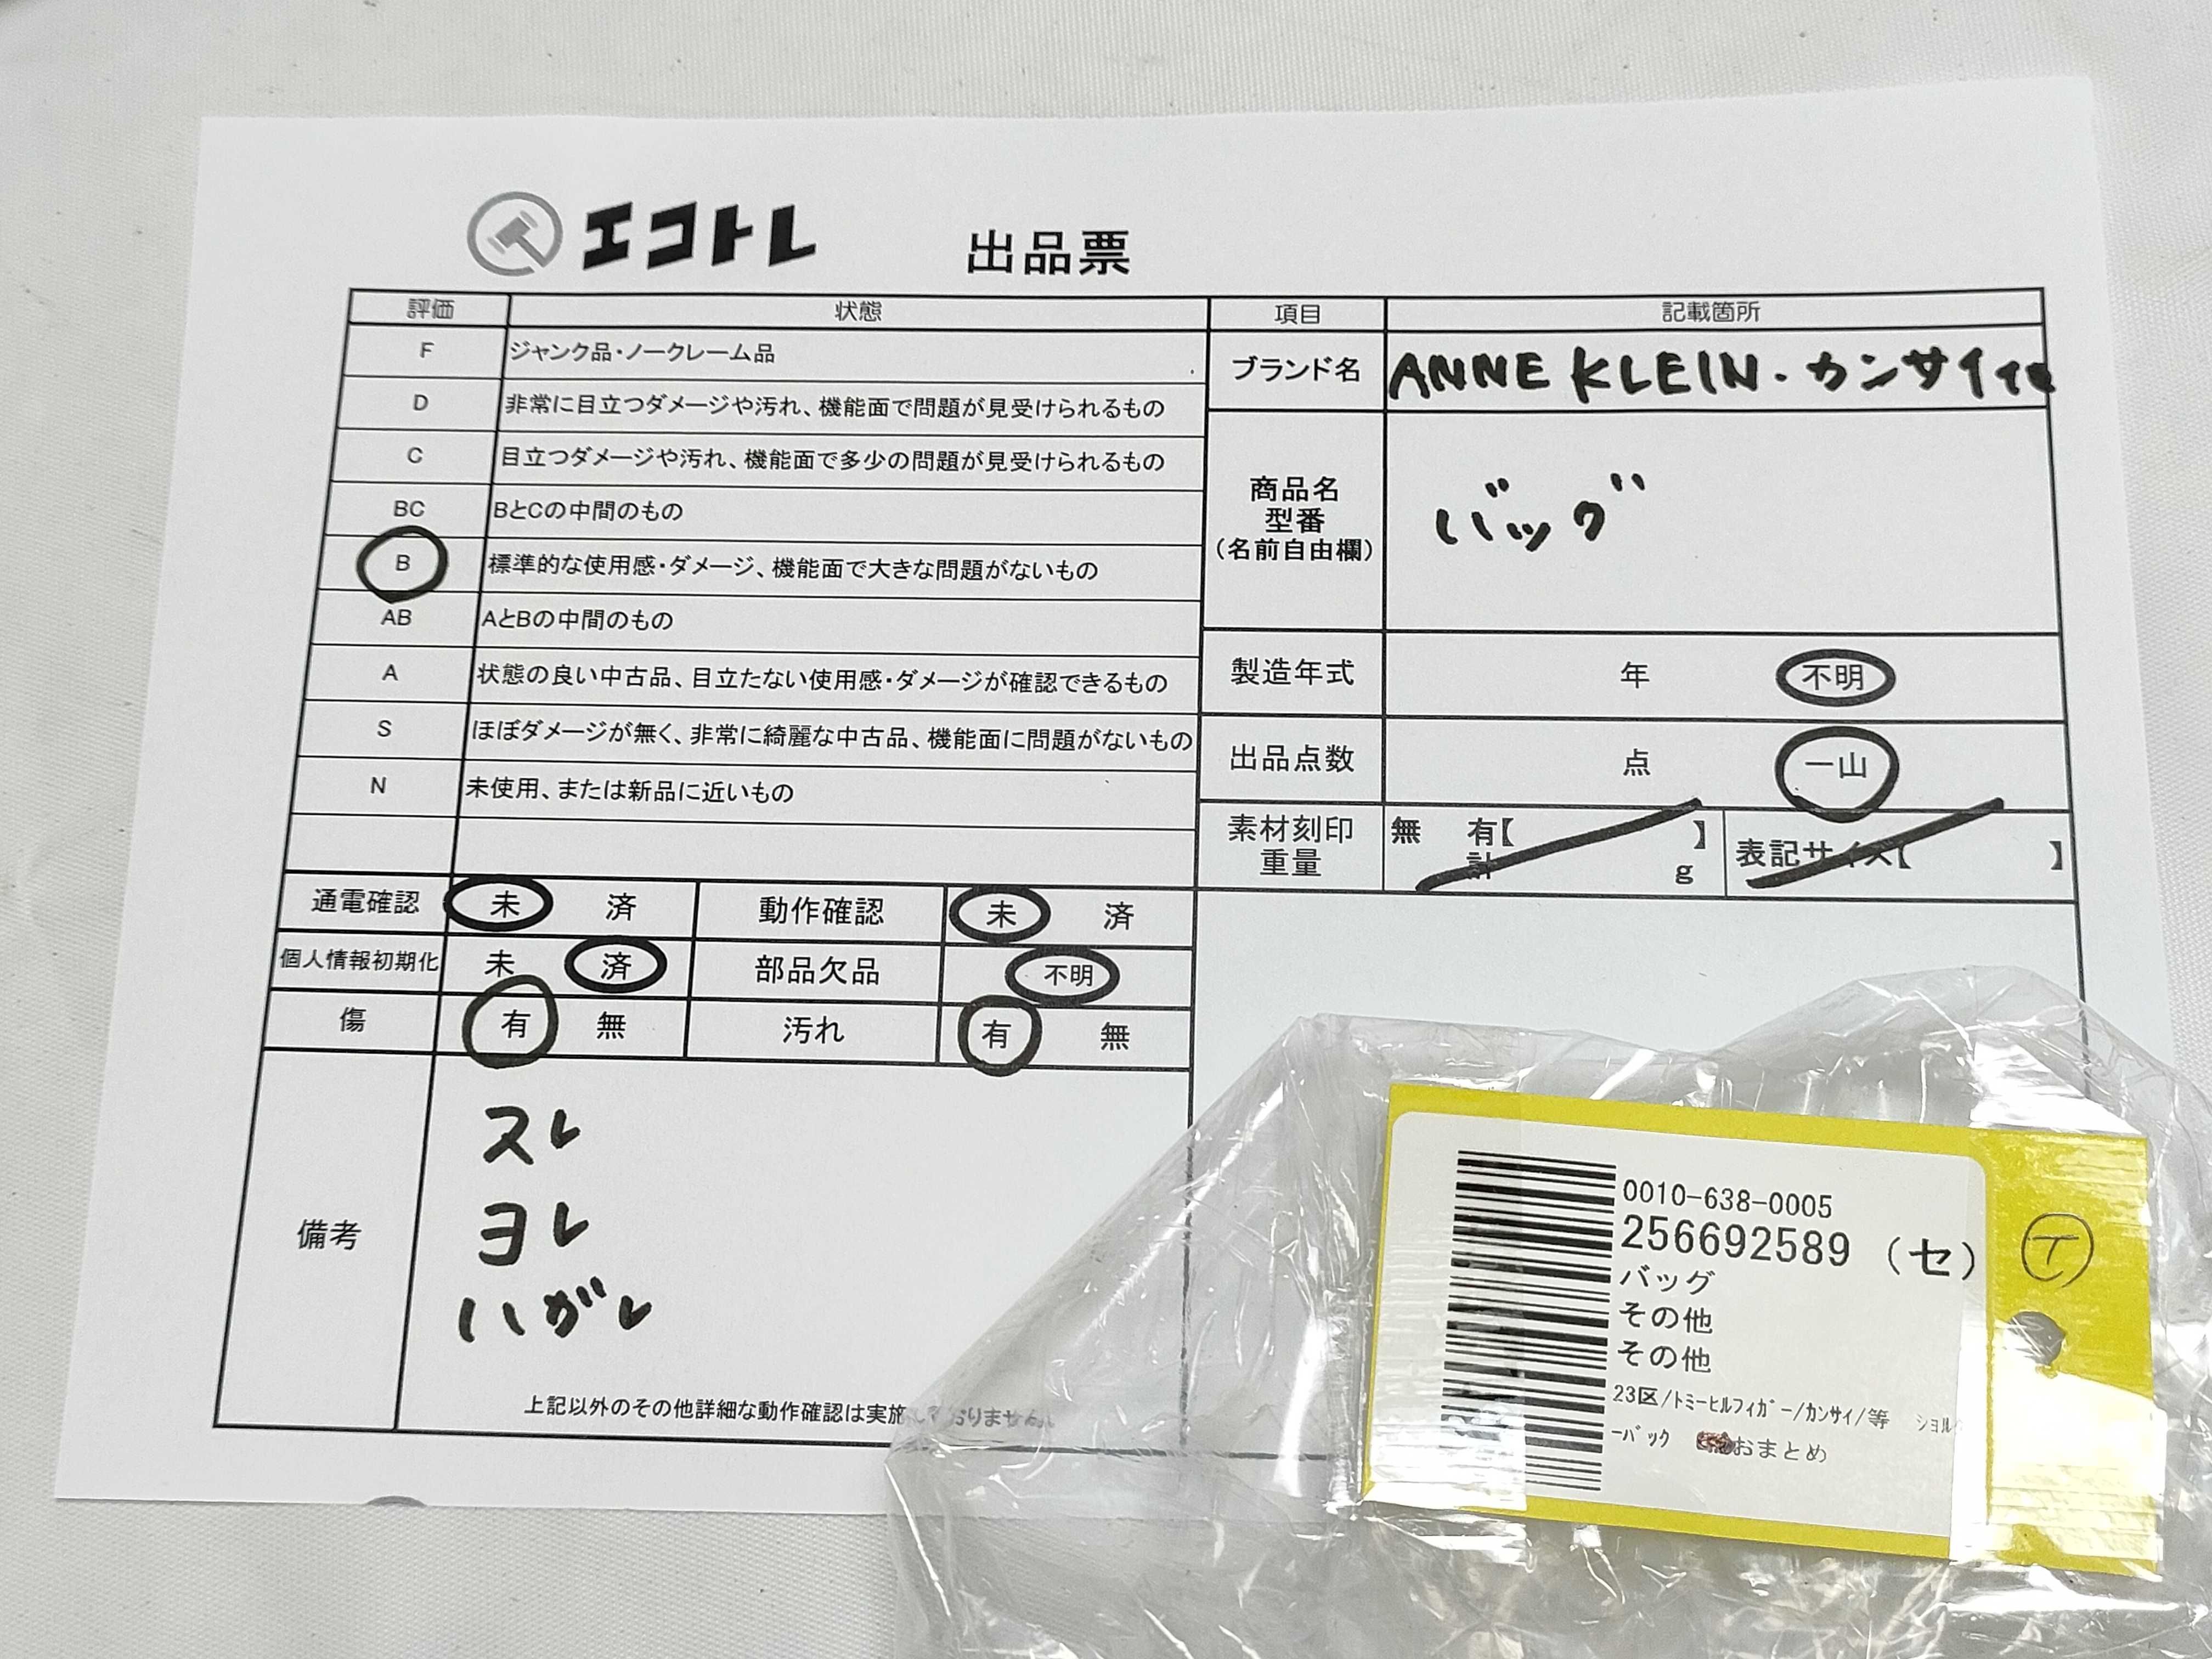 エコトレ 出品票
評価 状態 項目 記載箇所
F ジャンク品・ノークレーム品
D 非常に目立つダメージや汚れ、機能面で問題が見受けられるもの
C 目立つダメージや汚れ、機能面で多少の問題が見受けられるもの
BC BとCの中間のもの
B 標準的な使用感・ダメージ、機能面で大きな問題がないもの
AB AとBの中間のもの
A 状態の良い中古品、目立たない使用感・ダメージが確認できるもの
S ほぼダメージが無く、非常に綺麗な中古品、機能面に問題がないもの
N 未使用、または新品に近いもの
ブランド名 ANNE KLEIN・カンサイ他
商品名
型番
(名前自由欄)
バッグ
製造年式 年 不明
出品点数 点 一山
素材刻印
重量
無 有【 】
計 g
表記サイズ【 】
通電確認 未 済 動作確認 未 済
個人情報初期化 未 済 部品欠品 不明
傷 有 無 汚れ 有 無
備考
スレ
ヨレ
ハガレ
上記以外のその他詳細な動作確認は実施しておりません。
0010-638-0005
256692589 (セ)
バッグ
その他
その他
23区/トミーヒルフィガー/カンサイ/等 ショル
ーバック おまとめ
イ